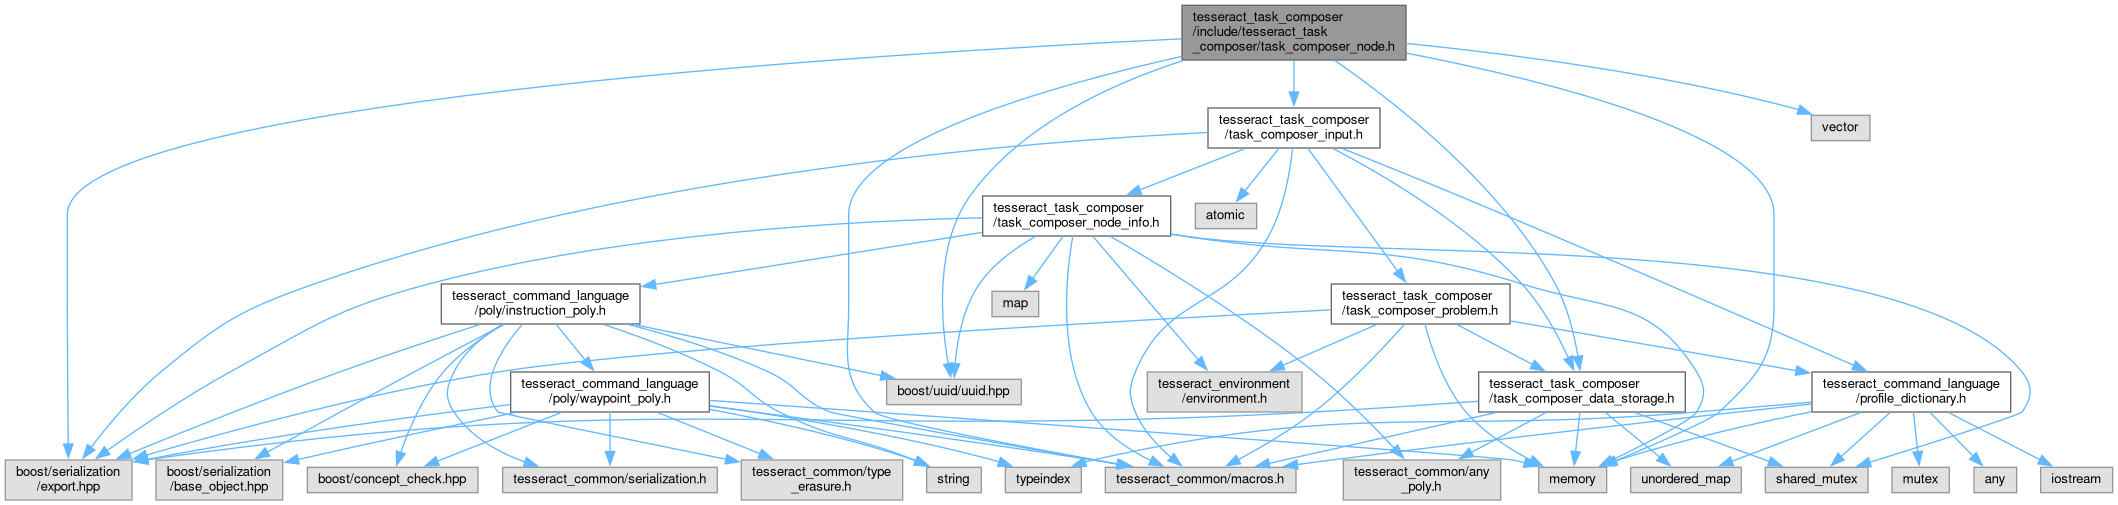 tesseract_task_composer
/include/tesseract_task
_composer/task_composer_node.h
tesseract_task_composer
/task_composer_input.h
vector
tesseract_task_composer
/task_composer_node_info.h
atomic
tesseract_command_language
/poly/instruction_poly.h
map
tesseract_task_composer
/task_composer_problem.h
tesseract_command_language
/poly/waypoint_poly.h
boost/uuid/uuid.hpp
tesseract_environment
/environment.h
tesseract_task_composer
/task_composer_data_storage.h
tesseract_command_language
/profile_dictionary.h
boost/serialization
/export.hpp
boost/serialization
/base_object.hpp
boost/concept_check.hpp
tesseract_common/serialization.h
tesseract_common/type
_erasure.h
string
typeindex
tesseract_common/macros.h
tesseract_common/any
_poly.h
memory
unordered_map
shared_mutex
mutex
any
iostream